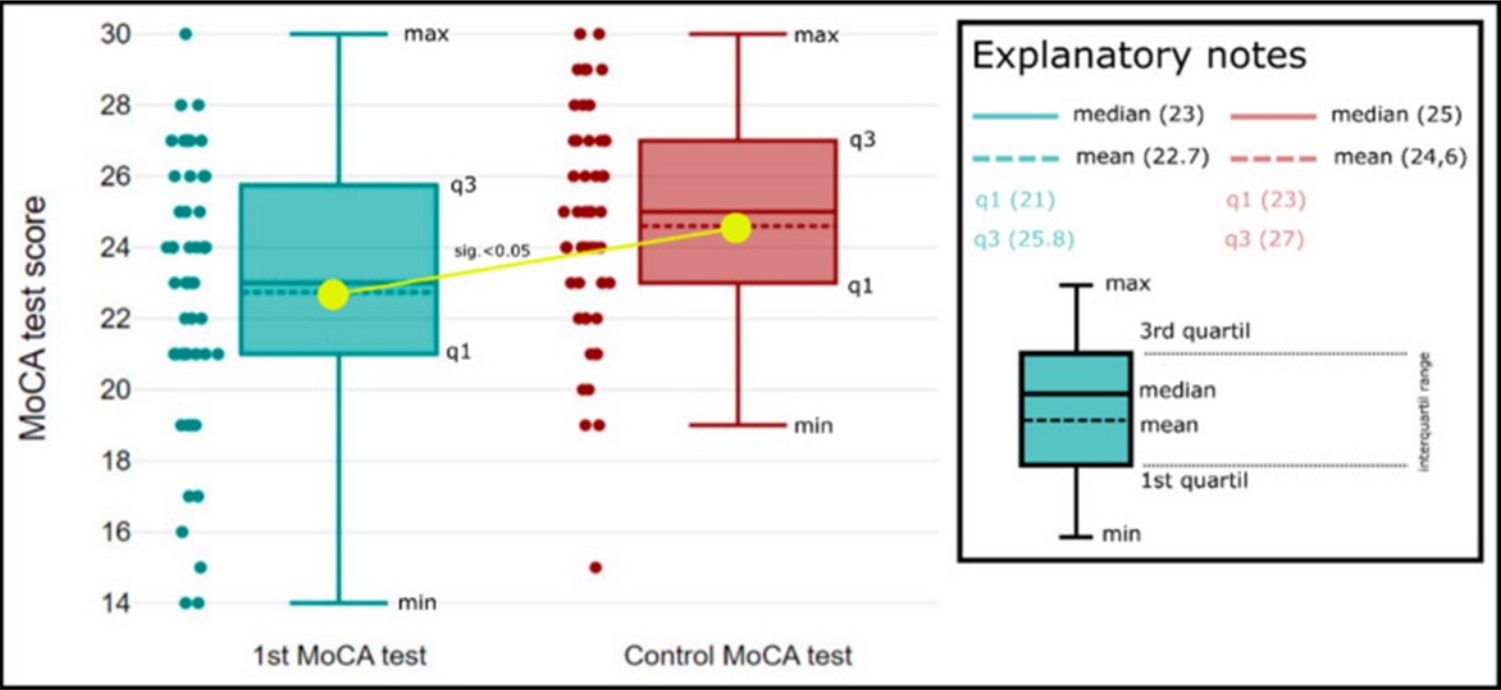 MoCA test score
30
28
26
24
22
20
18
16
14
max
q3
q1
min
sig.<0.05
max
q3
q1
min
1st MoCA test
Control MoCA test
Explanatory notes
median (23) median (25)
mean (22.7) mean (24,6)
q1 (21) q1 (23)
q3 (25.8) q3 (27)
max
3rd quartil
median
mean
1st quartil
min
interquartil range